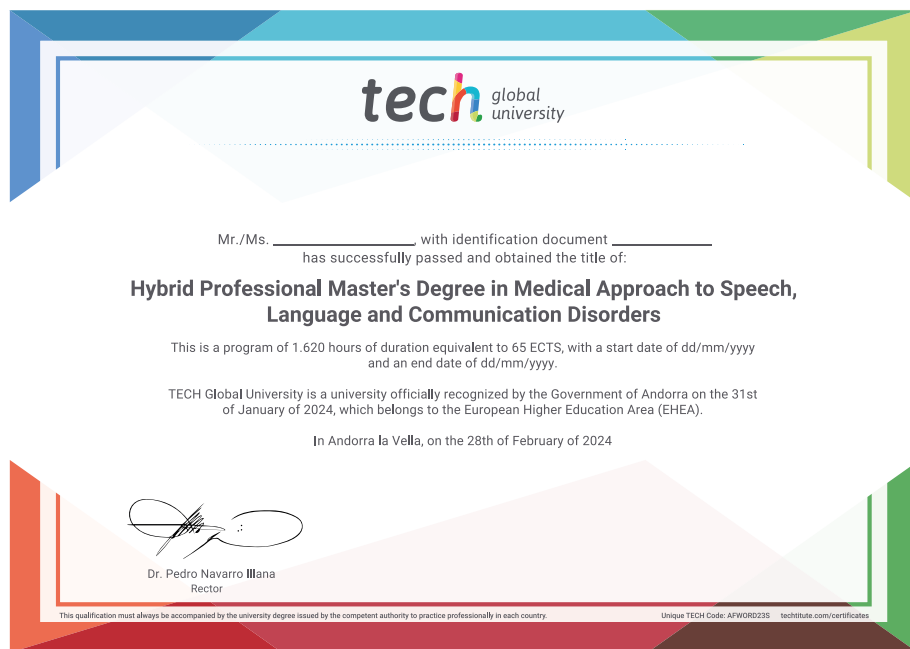 tech global
university
Mr./Ms. ________________, with identification document ____________
has successfully passed and obtained the title of:
Hybrid Professional Master's Degree in Medical Approach to Speech,
Language and Communication Disorders
This is a program of 1.620 hours of duration equivalent to 65 ECTS, with a start date of dd/mm/yyyy
and an end date of dd/mm/yyyy.
TECH Global University is a university officially recognized by the Government of Andorra on the 31st
of January of 2024, which belongs to the European Higher Education Area (EHEA).
In Andorra la Vella, on the 28th of February of 2024
Dr. Pedro Navarro Illana
Rector
This qualification must always be accompanied by the university degree issued by the competent authority to practice professionally in each country. Unique TECH Code: AFWORD23S techtitute.com/certificates